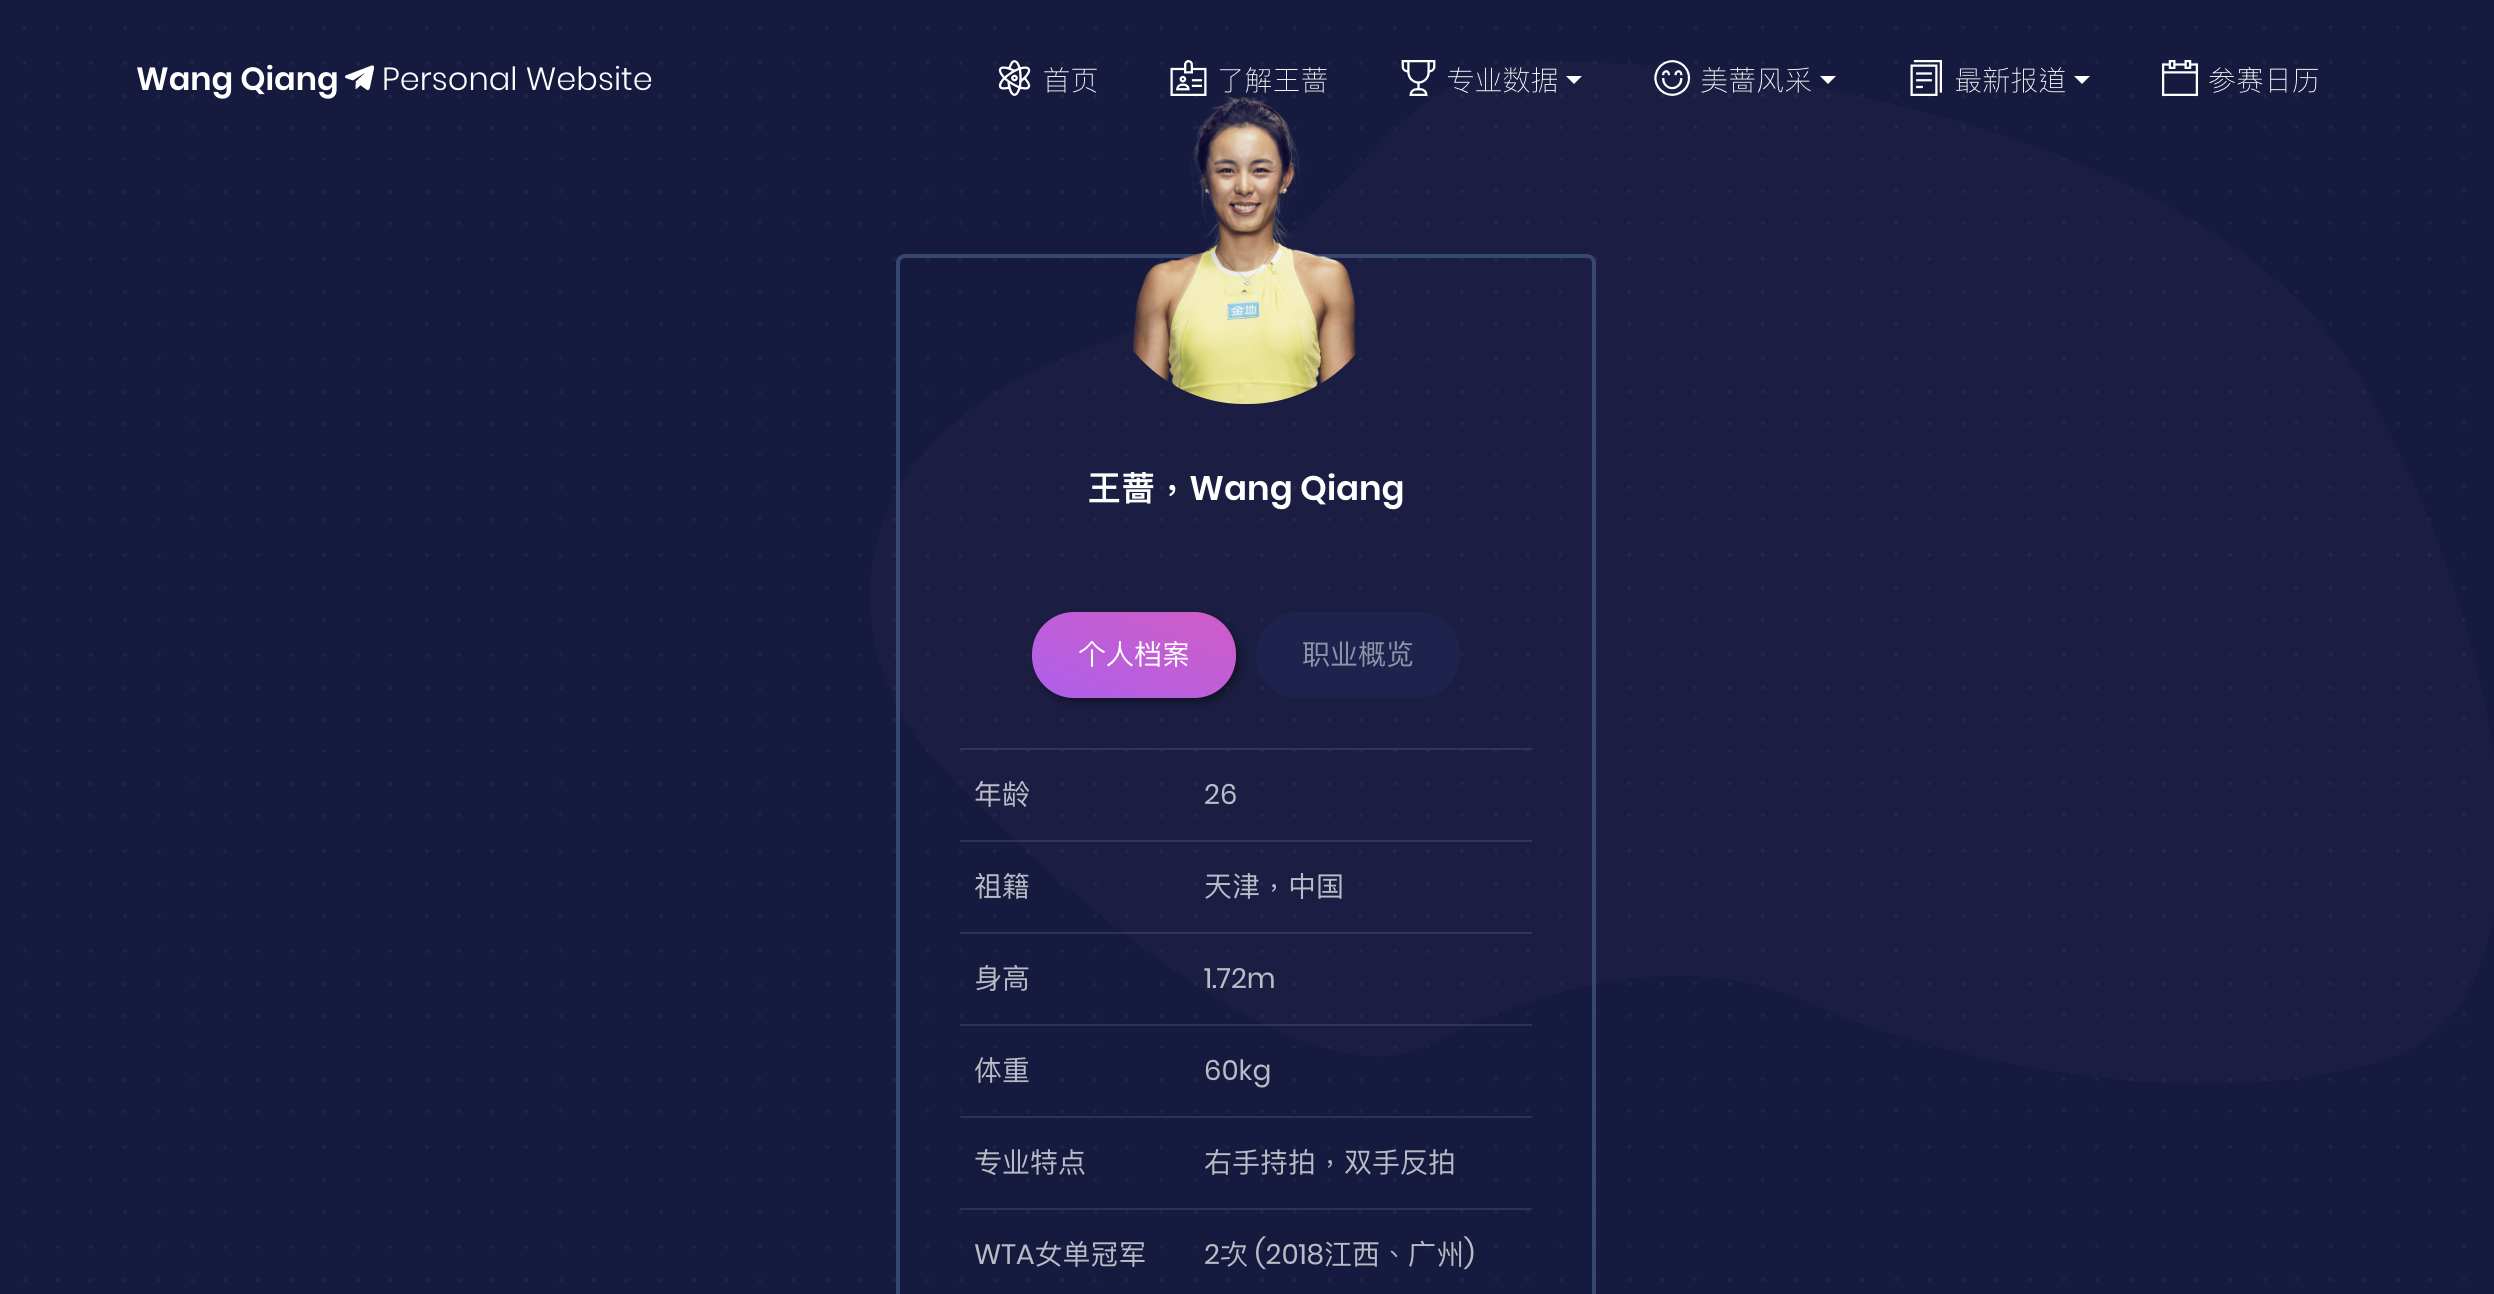 Wang Qiang Personal Website
首页 了解王蔷 专业数据 美蔷风采 最新报道 参赛日历
金地
王蔷，Wang Qiang
个人档案 职业概览
年龄 26
祖籍 天津，中国
身高 1.72m
体重 60kg
专业特点 右手持拍，双手反拍
WTA女单冠军 2次 (2018江西、广州)